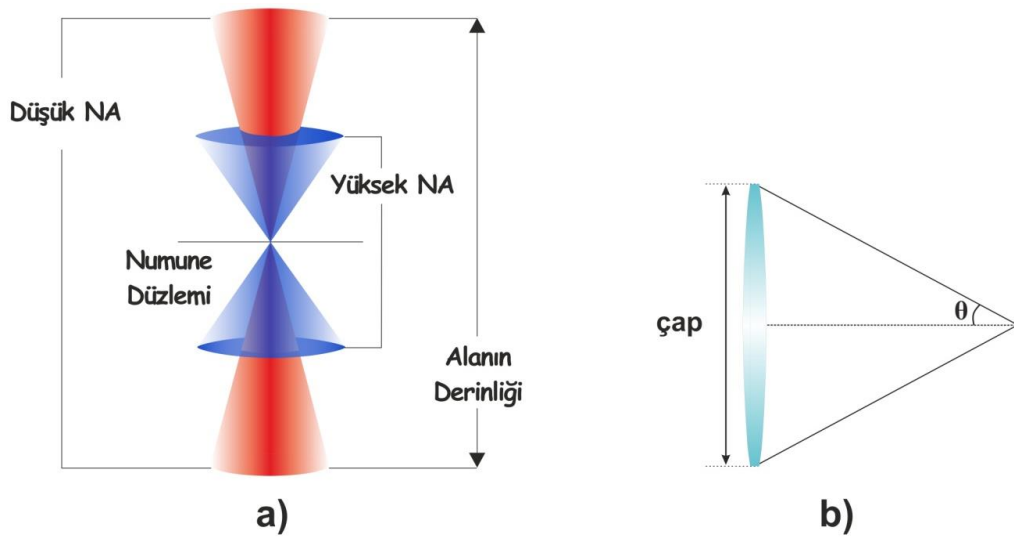 Düşük NA
Yüksek NA
Numune
Düzlemi
Alanın
Derinliği
a)
çap
θ
b)